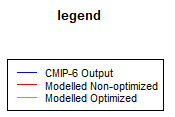 legend
CMIP-6 Output
Modelled Non-optimized
Modelled Optimized